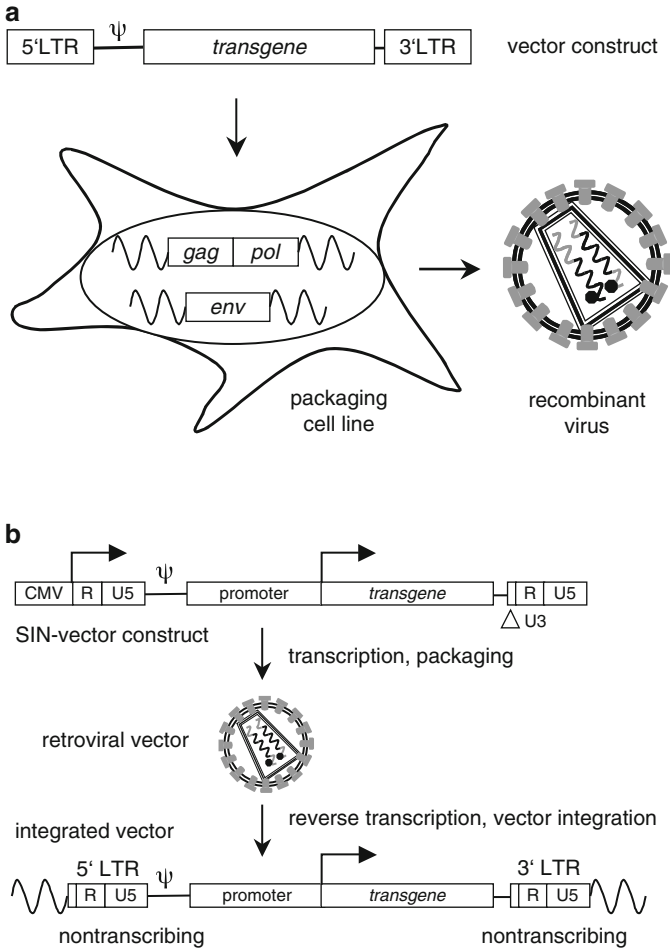 a
5'LTR ψ transgene 3'LTR vector construct
gag pol
env
packaging
cell line
recombinant
virus
b
ψ
CMV R U5 promoter transgene R U5
SIN-vector construct
△ U3
transcription, packaging
retroviral vector
reverse transcription, vector integration
integrated vector
5' LTR ψ 3' LTR
R U5 promoter transgene R U5
nontranscribing nontranscribing